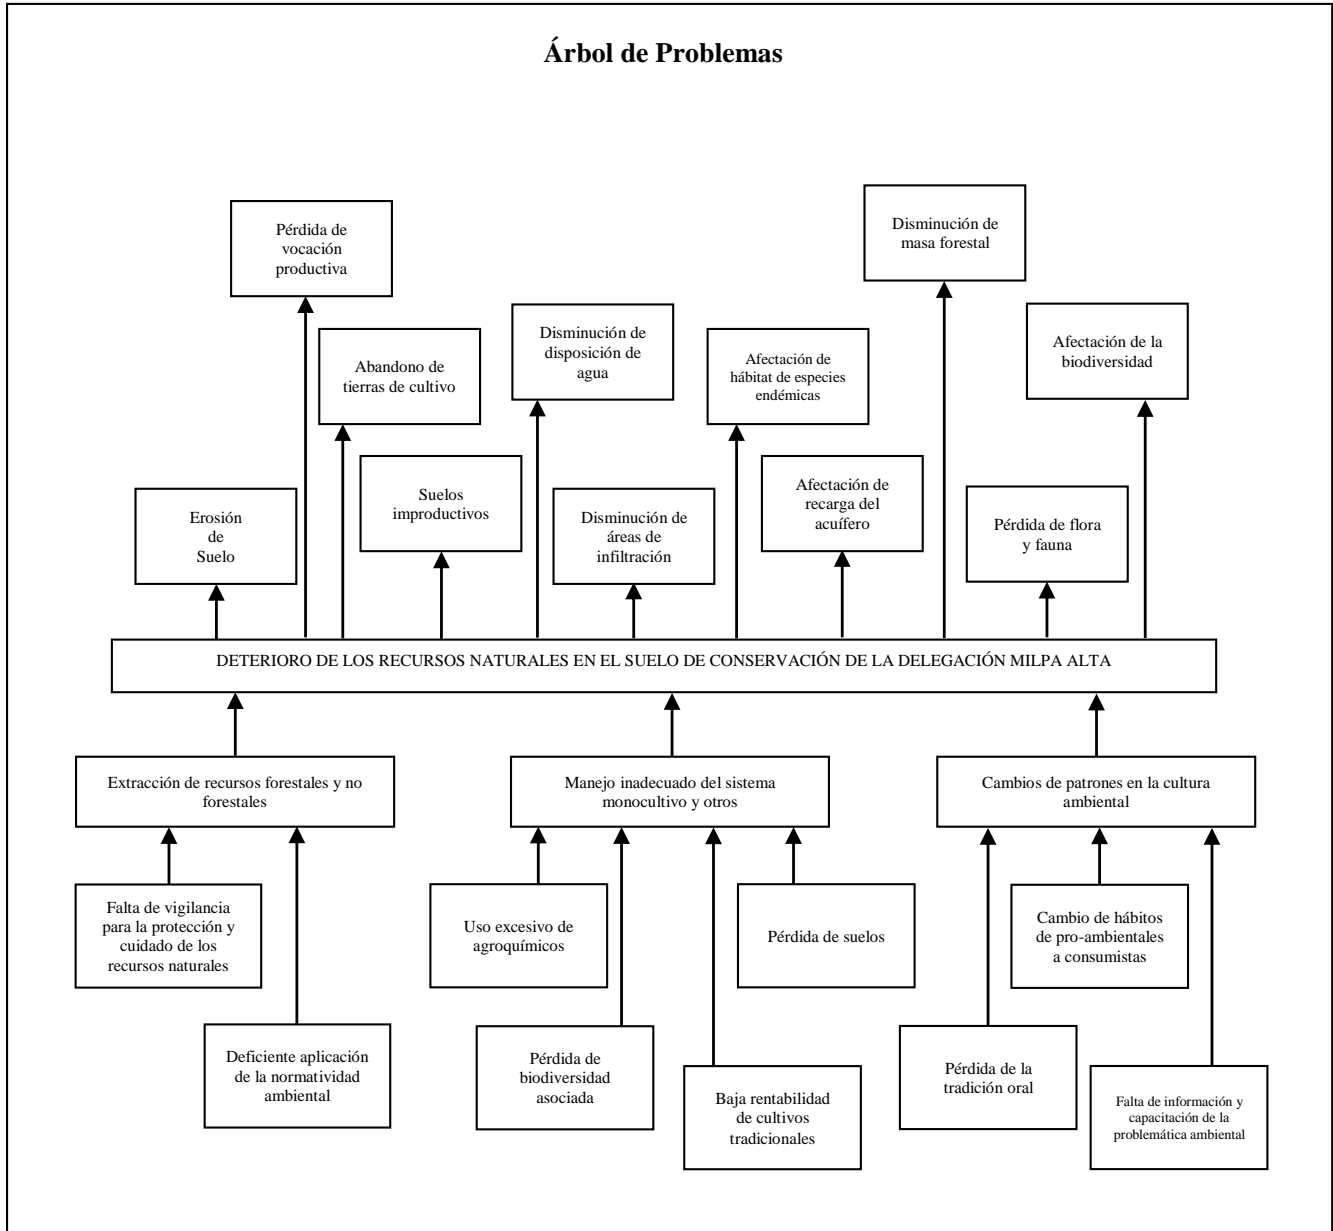 Árbol de Problemas
Pérdida de
vocación
productiva
Disminución de
masa forestal
Abandono de
tierras de cultivo
Disminución de
disposición de
agua
Afectación de
hábitat de especies
endémicas
Afectación de la
biodiversidad
Erosión
de
Suelo
Suelos
improductivos
Disminución de
áreas de
infiltración
Afectación de
recarga del
acuífero
Pérdida de flora
y fauna
DETERIORO DE LOS RECURSOS NATURALES EN EL SUELO DE CONSERVACIÓN DE LA DELEGACIÓN MILPA ALTA
Extracción de recursos forestales y no
forestales
Manejo inadecuado del sistema
monocultivo y otros
Cambios de patrones en la cultura
ambiental
Falta de vigilancia
para la protección y
cuidado de los
recursos naturales
Uso excesivo de
agroquímicos
Pérdida de suelos
Cambio de hábitos
de pro-ambientales
a consumistas
Deficiente aplicación
de la normatividad
ambiental
Pérdida de
biodiversidad
asociada
Baja rentabilidad
de cultivos
tradicionales
Pérdida de la
tradición oral
Falta de información y
capacitación de la
problemática ambiental